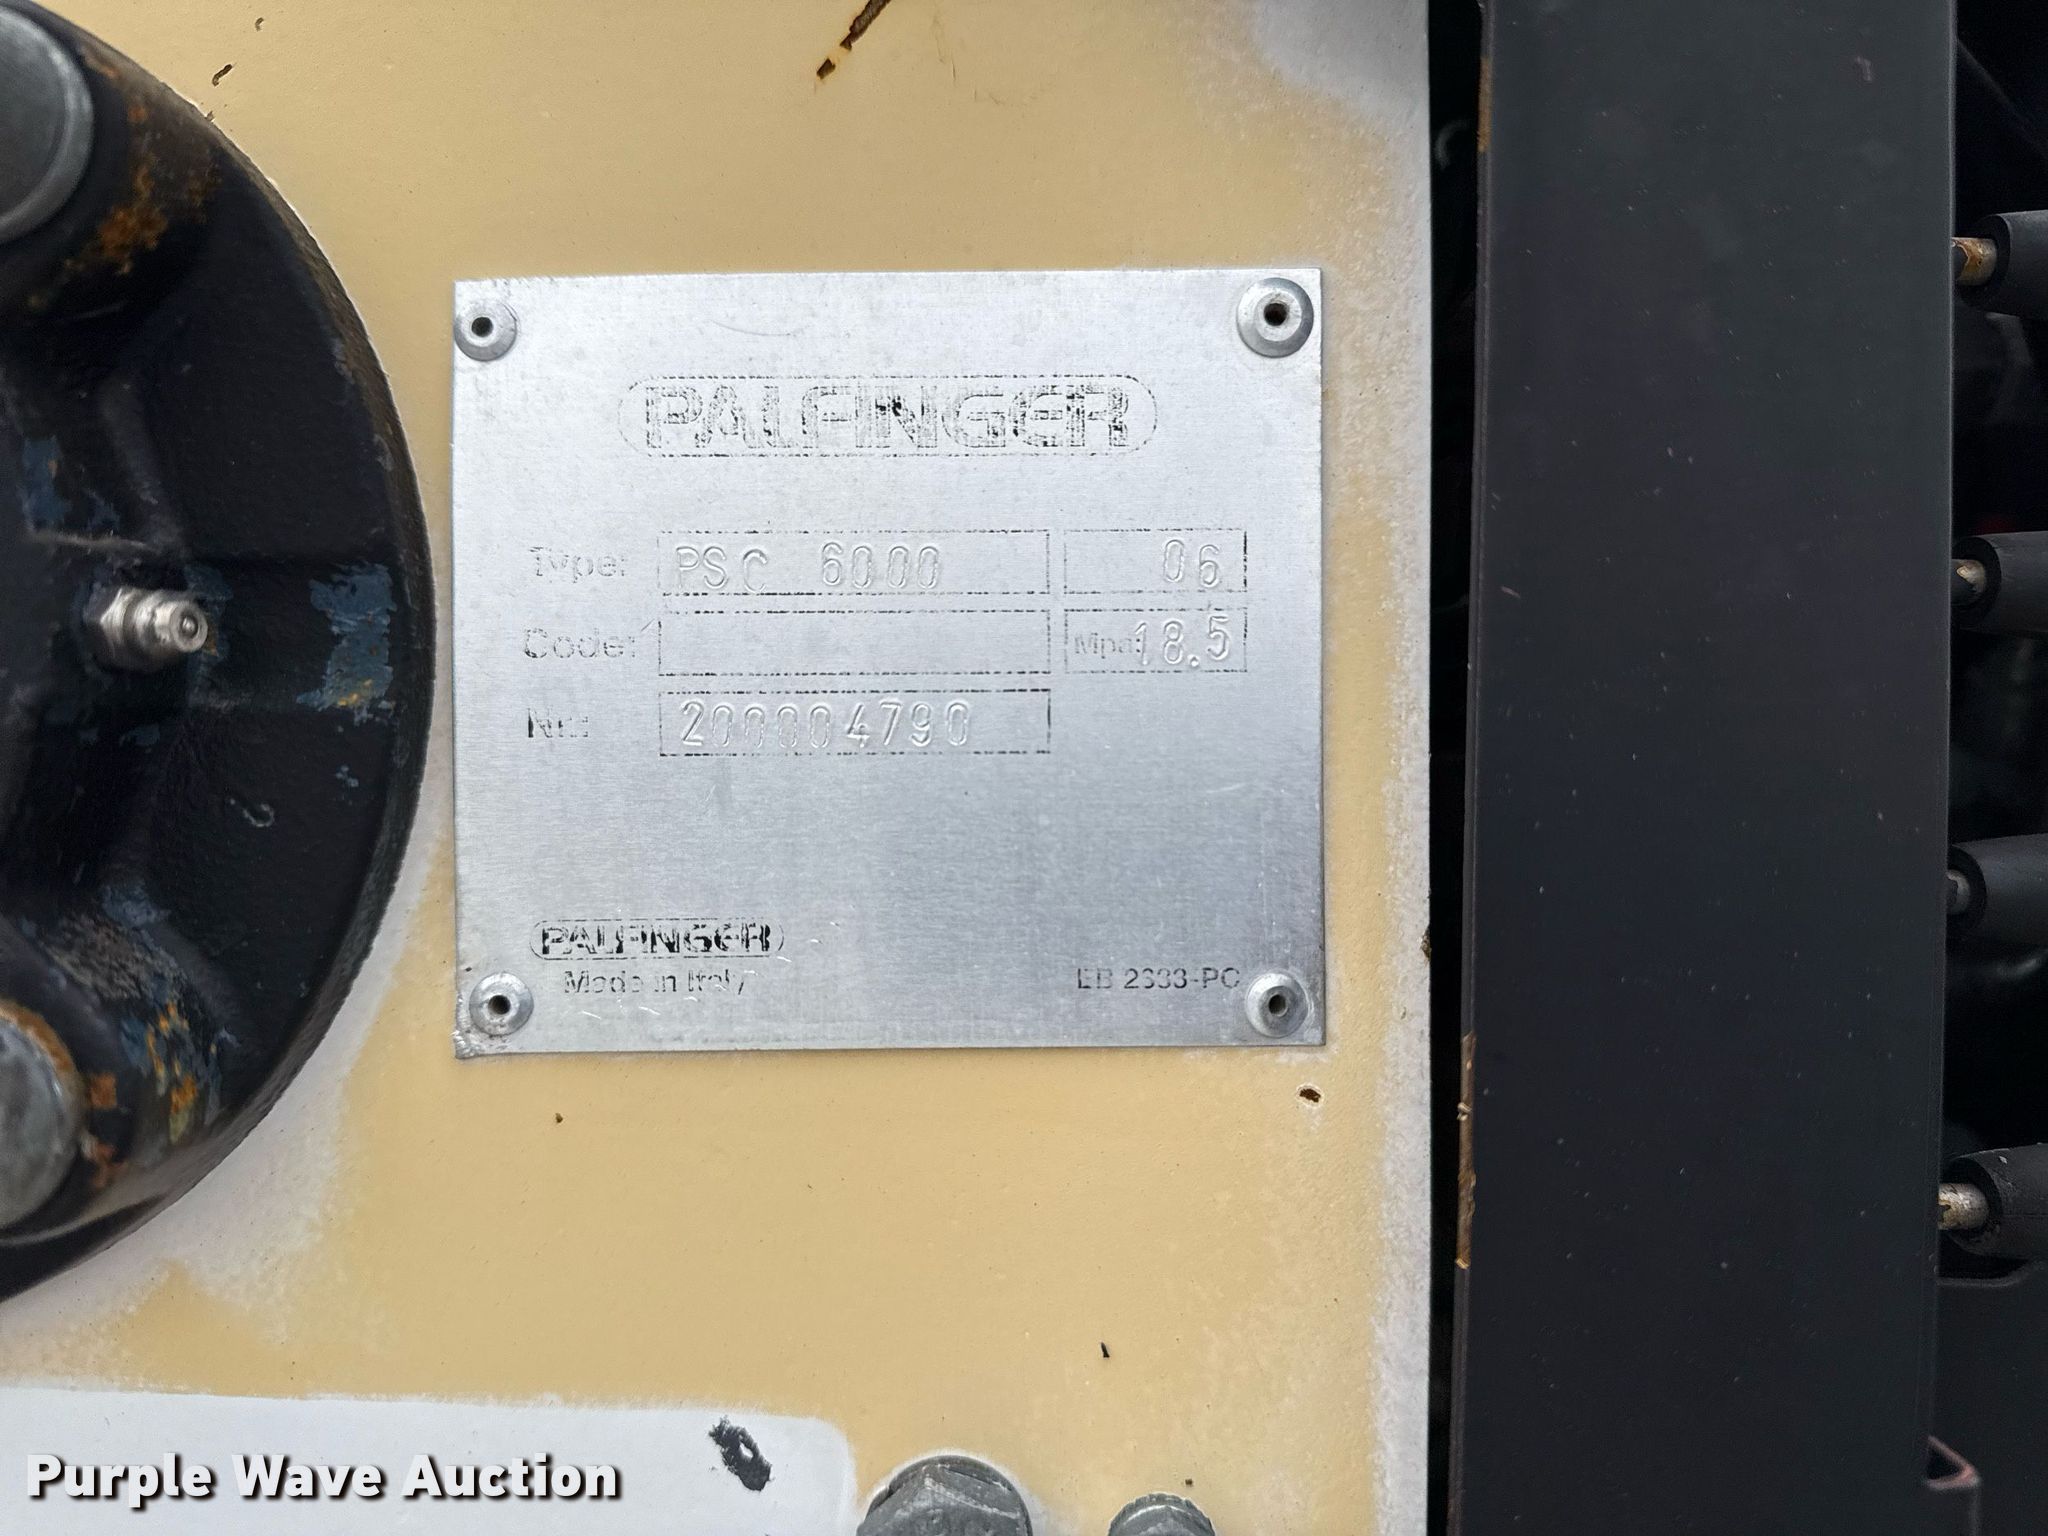 PALFINGER
Type: PSC 6000 06
Code: Mpa: 18.5
Nr.: 200004790
PALFINGER
Made in Italy
EB 2633-PC
Purple Wave Auction